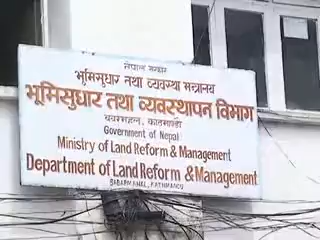 नेपाल सरकार
भूमिसुधार तथा व्यवस्था मन्त्रालय
भूमिसुधार तथा व्यवस्थापन विभाग
बबरमहल, काठमाण्डौ
Government of Nepal
Ministry of Land Reform & Management
Department of Land Reform & Management
BABARMAHAL, KATHMANDU